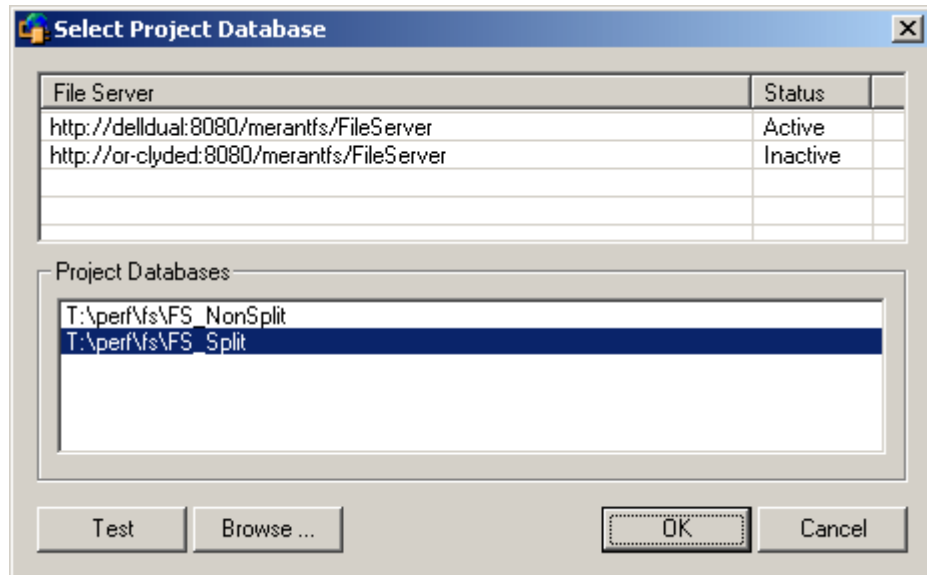 Select Project Database
File Server Status
http://delldual:8080/merantfs/FileServer Active
http://or-clyded:8080/merantfs/FileServer Inactive
Project Databases
T:\perf\fs\FS_NonSplit
T:\perf\fs\FS_Split
Test Browse ... OK Cancel